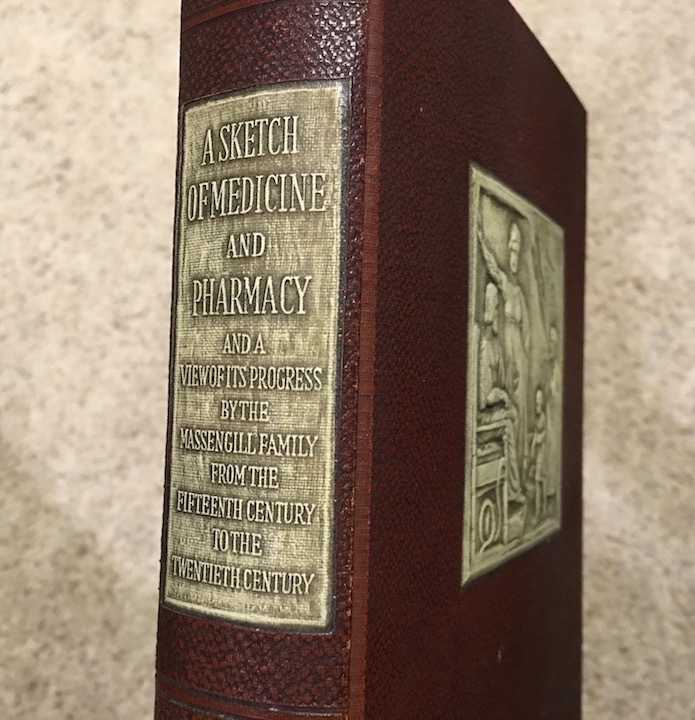 A SKETCH
OF MEDICINE
AND
PHARMACY
AND A
VIEW OF ITS PROGRESS
BY THE
MASSENGILL FAMILY
FROM THE
FIFTEENTH CENTURY
TO THE
TWENTIETH CENTURY